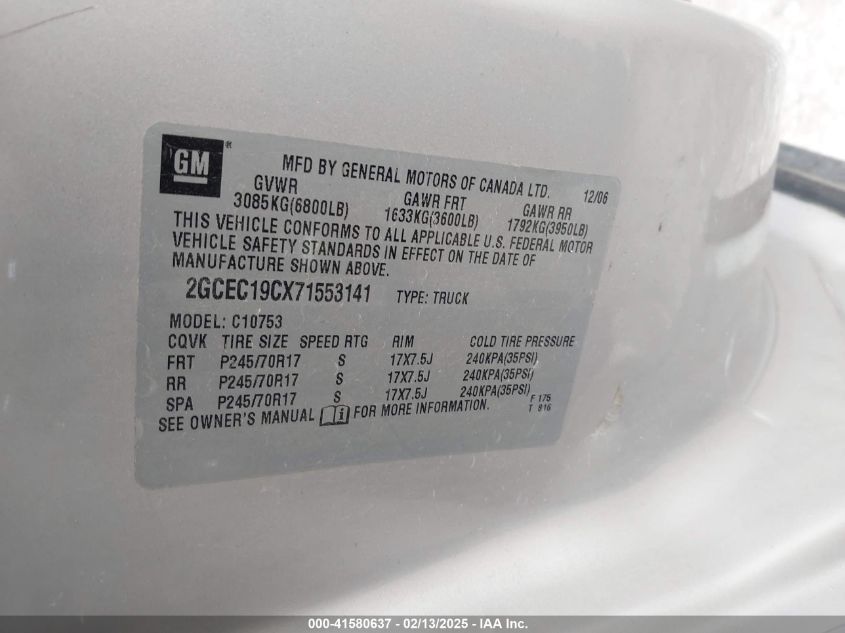 GM
MFD BY GENERAL MOTORS OF CANADA LTD. 12/06
GVWR GAWR FRT GAWR RR
3085KG(6800LB) 1633KG(3600LB) 1792KG(3950LB)
THIS VEHICLE CONFORMS TO ALL APPLICABLE U.S. FEDERAL MOTOR
VEHICLE SAFETY STANDARDS IN EFFECT ON THE DATE OF
MANUFACTURE SHOWN ABOVE.
2GCEC19CX71553141 TYPE: TRUCK
MODEL: C10753
CQVK TIRE SIZE SPEED RTG RIM COLD TIRE PRESSURE
FRT P245/70R17 S 17X7.5J 240KPA(35PSI)
RR P245/70R17 S 17X7.5J 240KPA(35PSI)
SPA P245/70R17 S 17X7.5J 240KPA(35PSI) F 175
SEE OWNER'S MANUAL FOR MORE INFORMATION. T 816
000-41580637 - 02/13/2025 - IAA Inc.